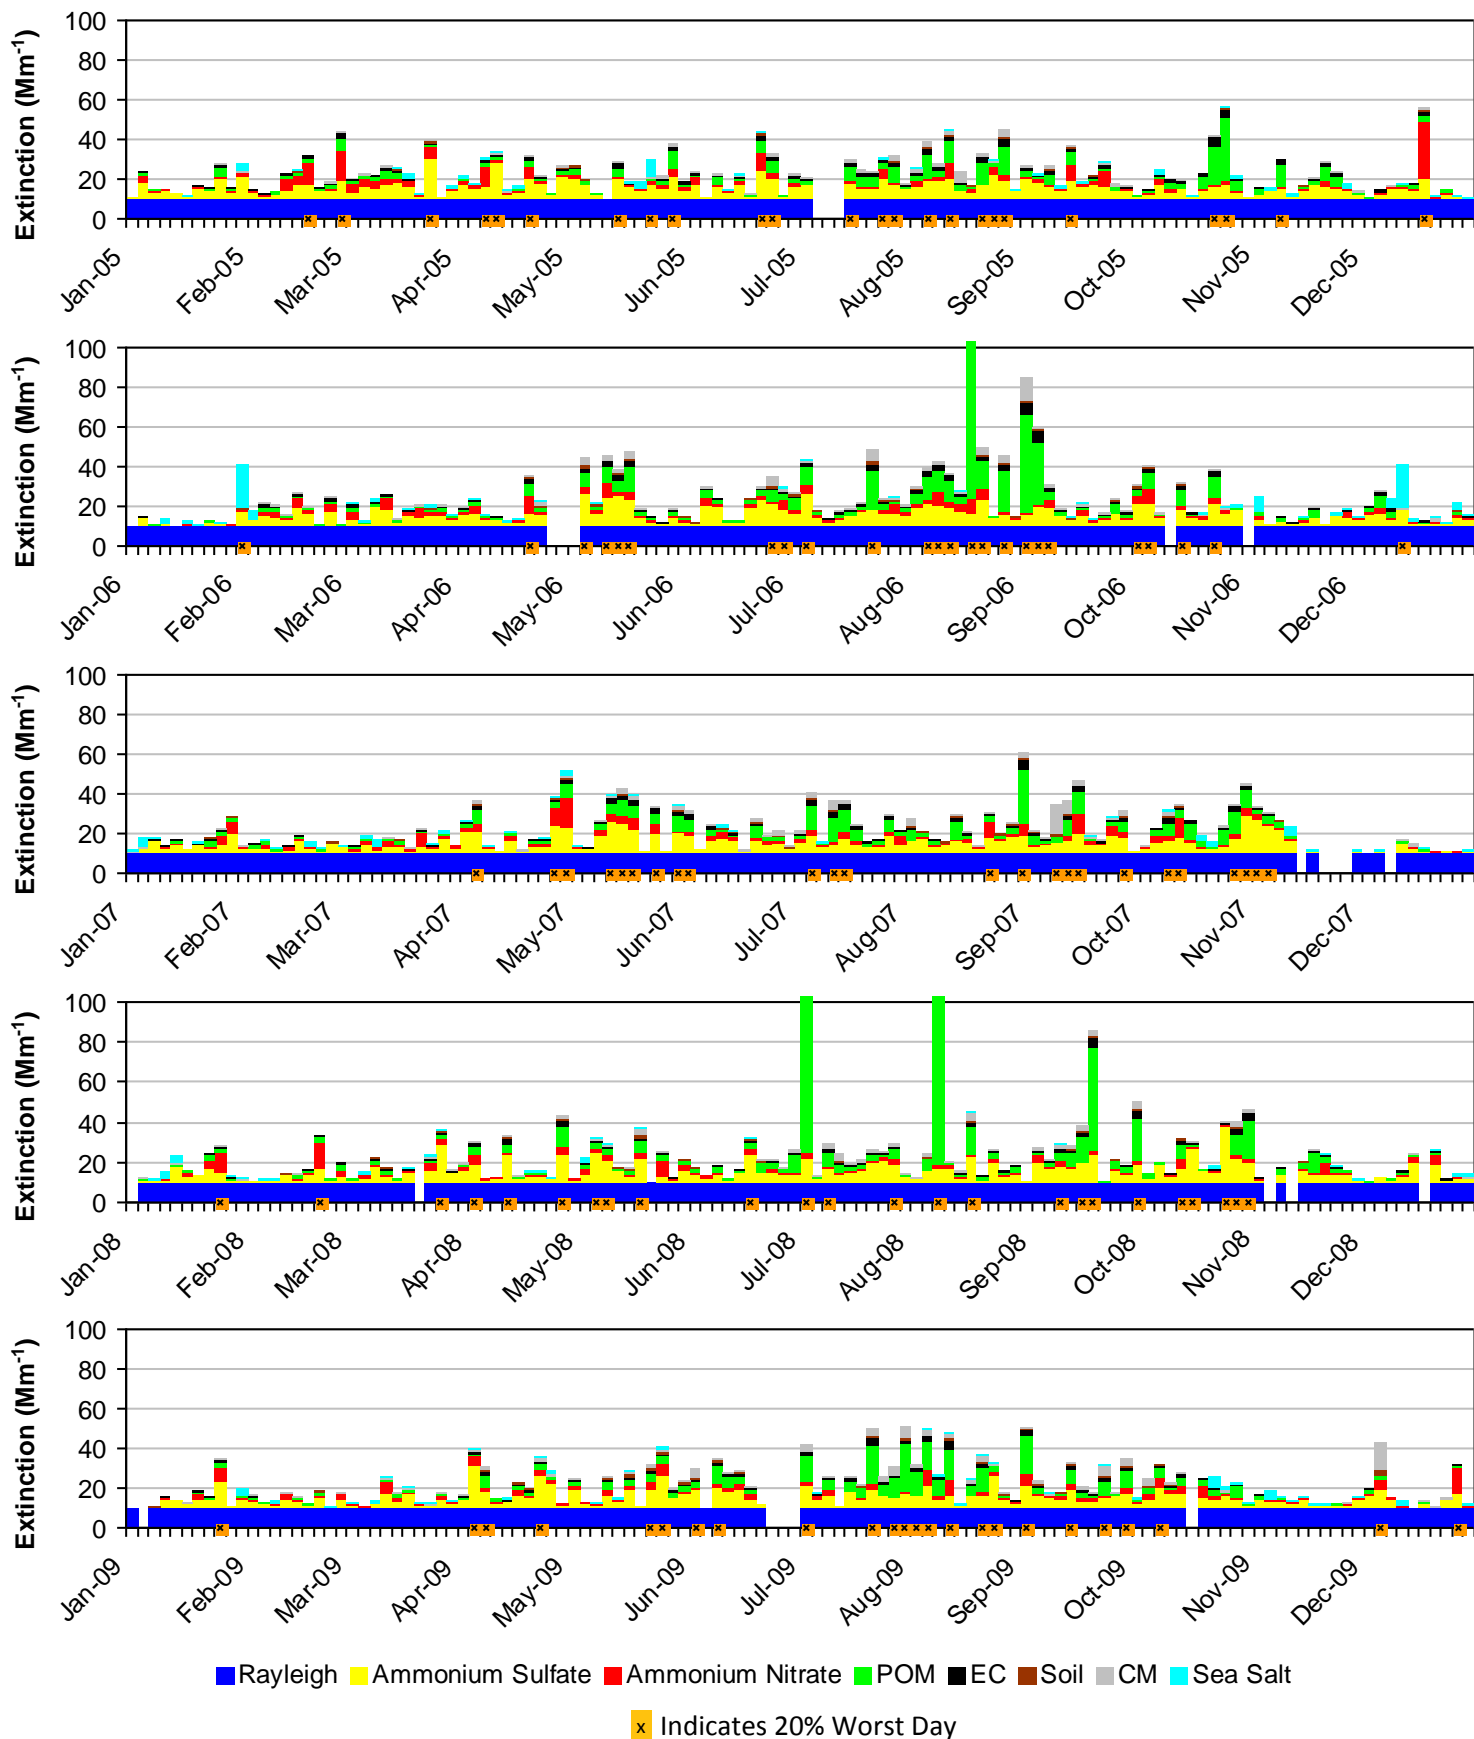 Extinction (Mm-1)
100
80
60
40
20
0
Jan-05 Feb-05 Mar-05 Apr-05 May-05 Jun-05 Jul-05 Aug-05 Sep-05 Oct-05 Nov-05 Dec-05
Extinction (Mm-1)
100
80
60
40
20
0
Jan-06 Feb-06 Mar-06 Apr-06 May-06 Jun-06 Jul-06 Aug-06 Sep-06 Oct-06 Nov-06 Dec-06
Extinction (Mm-1)
100
80
60
40
20
0
Jan-07 Feb-07 Mar-07 Apr-07 May-07 Jun-07 Jul-07 Aug-07 Sep-07 Oct-07 Nov-07 Dec-07
Extinction (Mm-1)
100
80
60
40
20
0
Jan-08 Feb-08 Mar-08 Apr-08 May-08 Jun-08 Jul-08 Aug-08 Sep-08 Oct-08 Nov-08 Dec-08
Extinction (Mm-1)
100
80
60
40
20
0
Jan-09 Feb-09 Mar-09 Apr-09 May-09 Jun-09 Jul-09 Aug-09 Sep-09 Oct-09 Nov-09 Dec-09
Rayleigh Ammonium Sulfate Ammonium Nitrate POM EC Soil CM Sea Salt
x Indicates 20% Worst Day